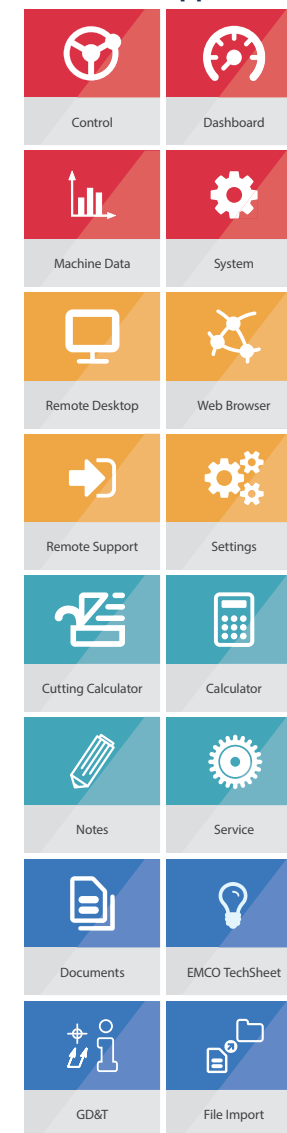 Control
Dashboard
Machine Data
System
Remote Desktop
Web Browser
Remote Support
Settings
Cutting Calculator
Calculator
Notes
Service
Documents
EMCO TechSheet
GD&T
File Import